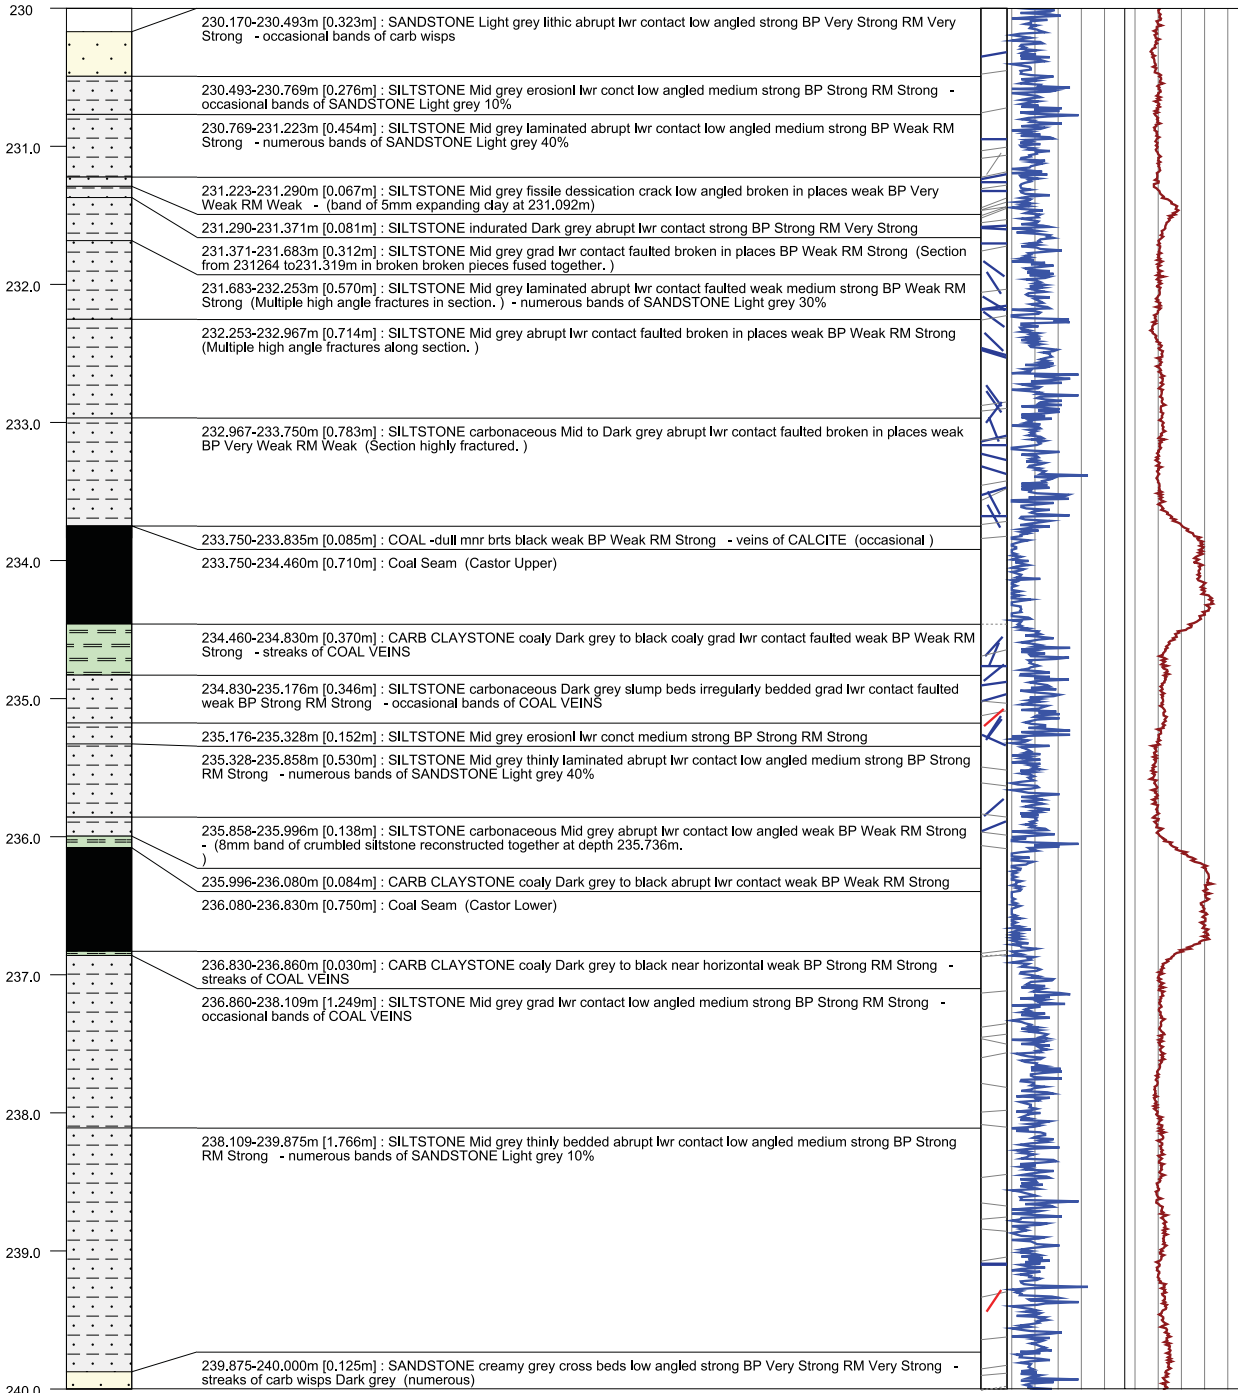 230
230.170-230.493m [0.323m] : SANDSTONE Light grey lithic abrupt lwr contact low angled strong BP Very Strong RM Very
Strong - occasional bands of carb wisps
230.493-230.769m [0.276m] : SILTSTONE Mid grey erosionl lwr conct low angled medium strong BP Strong RM Strong -
occasional bands of SANDSTONE Light grey 10%
230.769-231.223m [0.454m] : SILTSTONE Mid grey laminated abrupt lwr contact low angled medium strong BP Weak RM
Strong - numerous bands of SANDSTONE Light grey 40%
231.0
231.223-231.290m [0.067m] : SILTSTONE Mid grey fissile dessication crack low angled broken in places weak BP Very
Weak RM Weak - (band of 5mm expanding clay at 231.092m)
231.290-231.371m [0.081m] : SILTSTONE indurated Dark grey abrupt lwr contact strong BP Strong RM Very Strong
231.371-231.683m [0.312m] : SILTSTONE Mid grey grad lwr contact faulted broken in places BP Weak RM Strong (Section
from 231264 to231.319m in broken broken pieces fused together. )
231.683-232.253m [0.570m] : SILTSTONE Mid grey laminated abrupt lwr contact faulted weak medium strong BP Weak RM
Strong (Multiple high angle fractures in section. ) - numerous bands of SANDSTONE Light grey 30%
232.0
232.253-232.967m [0.714m] : SILTSTONE Mid grey abrupt lwr contact faulted broken in places weak BP Weak RM Strong
(Multiple high angle fractures along section. )
233.0
232.967-233.750m [0.783m] : SILTSTONE carbonaceous Mid to Dark grey abrupt lwr contact faulted broken in places weak
BP Very Weak RM Weak (Section highly fractured. )
233.750-233.835m [0.085m] : COAL -dull mnr brts black weak BP Weak RM Strong - veins of CALCITE (occasional )
234.0
233.750-234.460m [0.710m] : Coal Seam (Castor Upper)
234.460-234.830m [0.370m] : CARB CLAYSTONE coaly Dark grey to black coaly grad lwr contact faulted weak BP Weak RM
Strong - streaks of COAL VEINS
234.830-235.176m [0.346m] : SILTSTONE carbonaceous Dark grey slump beds irregularly bedded grad lwr contact faulted
weak BP Strong RM Strong - occasional bands of COAL VEINS
235.0
235.176-235.328m [0.152m] : SILTSTONE Mid grey erosionl lwr conct medium strong BP Strong RM Strong
235.328-235.858m [0.530m] : SILTSTONE Mid grey thinly laminated abrupt lwr contact low angled medium strong BP Strong
RM Strong - numerous bands of SANDSTONE Light grey 40%
235.858-235.996m [0.138m] : SILTSTONE carbonaceous Mid grey abrupt lwr contact low angled weak BP Weak RM Strong
- (8mm band of crumbled siltstone reconstructed together at depth 235.736m.
)
236.0
235.996-236.080m [0.084m] : CARB CLAYSTONE coaly Dark grey to black abrupt lwr contact weak BP Weak RM Strong
236.080-236.830m [0.750m] : Coal Seam (Castor Lower)
236.830-236.860m [0.030m] : CARB CLAYSTONE coaly Dark grey to black near horizontal weak BP Strong RM Strong -
streaks of COAL VEINS
237.0
236.860-238.109m [1.249m] : SILTSTONE Mid grey grad lwr contact low angled medium strong BP Strong RM Strong -
occasional bands of COAL VEINS
238.0
238.109-239.875m [1.766m] : SILTSTONE Mid grey thinly bedded abrupt lwr contact low angled medium strong BP Strong
RM Strong - numerous bands of SANDSTONE Light grey 10%
239.0
239.875-240.000m [0.125m] : SANDSTONE creamy grey cross beds low angled strong BP Very Strong RM Very Strong -
streaks of carb wisps Dark grey (numerous)
240.0